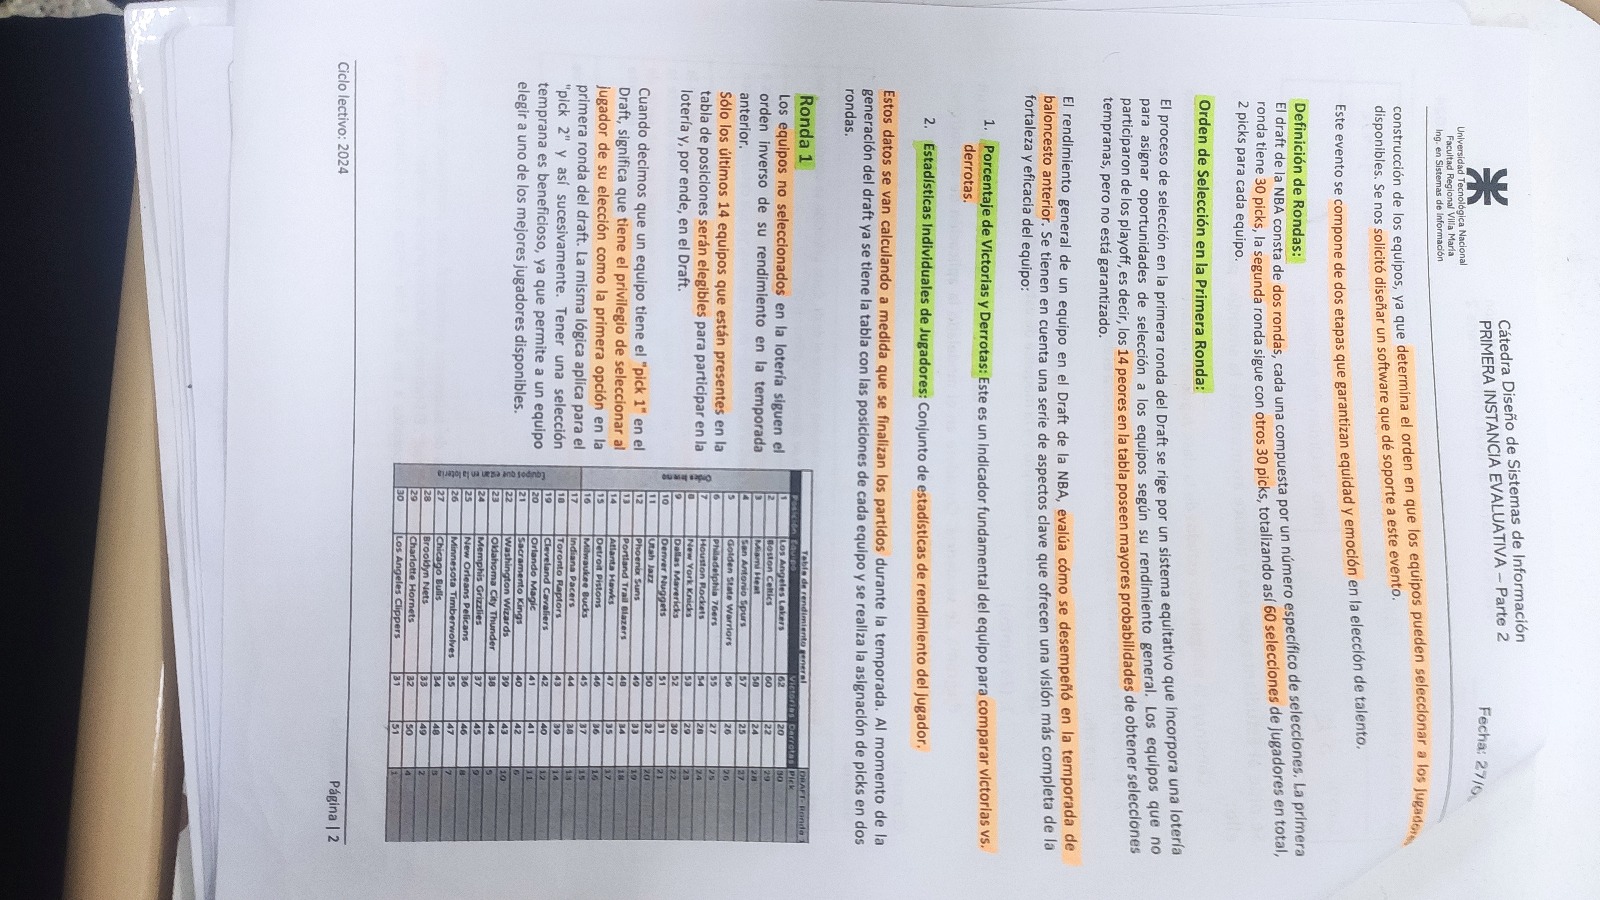 Universidad Tecnológica Nacional
Facultad Regional Villa María
Ing. en Sistemas de Información
Cátedra Diseño de Sistemas de Información
PRIMERA INSTANCIA EVALUATIVA – Parte 2
Fecha: 27/0
construcción de los equipos, ya que determina el orden en que los equipos pueden seleccionar a los jugadores
disponibles. Se nos solicitó diseñar un software que dé soporte a este evento.
Este evento se compone de dos etapas que garantizan equidad y emoción en la elección de talento.
Definición de Rondas:
El draft de la NBA consta de dos rondas, cada una compuesta por un número específico de selecciones. La primera
ronda tiene 30 picks, la segunda ronda sigue con otros 30 picks, totalizando así 60 selecciones de jugadores en total,
2 picks para cada equipo.
Orden de Selección en la Primera Ronda:
El proceso de selección en la primera ronda del Draft se rige por un sistema equitativo que incorpora una lotería
para asignar oportunidades de selección a los equipos según su rendimiento general. Los equipos que no
participaron de los playoff, es decir, los 14 peores en la tabla poseen mayores probabilidades de obtener selecciones
tempranas, pero no está garantizado.
El rendimiento general de un equipo en el Draft de la NBA, evalúa cómo se desempeñó en la temporada de
baloncesto anterior. Se tienen en cuenta una serie de aspectos clave que ofrecen una visión más completa de la
fortaleza y eficacia del equipo:
1. Porcentaje de Victorias y Derrotas: Este es un indicador fundamental del equipo para comparar victorias vs.
derrotas.
2. Estadísticas Individuales de Jugadores: Conjunto de estadísticas de rendimiento del jugador.
Estos datos se van calculando a medida que se finalizan los partidos durante la temporada. Al momento de la
generación del draft ya se tiene la tabla con las posiciones de cada equipo y se realiza la asignación de picks en dos
rondas.
Ronda 1
Los equipos no seleccionados en la lotería siguen el
orden inverso de su rendimiento en la temporada
anterior.
Sólo los últimos 14 equipos que están presentes en la
tabla de posiciones serán elegibles para participar en la
lotería y, por ende, en el Draft.
Cuando decimos que un equipo tiene el "pick 1" en el
Draft, significa que tiene el privilegio de seleccionar al
jugador de su elección como la primera opción en la
primera ronda del draft. La misma lógica aplica para el
"pick 2" y así sucesivamente. Tener una selección
temprana es beneficioso, ya que permite a un equipo
elegir a uno de los mejores jugadores disponibles.
Tabla de rendimiento general DRAFT- Ronda 1
Posición Equipo Victorias Derrotas Pick
Orden inverso
1 Los Angeles Lakers 62 20 30
2 Boston Celtics 60 22 29
3 Miami Heat 58 24 28
4 San Antonio Spurs 57 25 27
5 Golden State Warriors 56 26 26
6 Philadelphia 76ers 55 27 25
7 Houston Rockets 54 28 24
8 New York Knicks 53 29 23
9 Dallas Mavericks 52 30 22
10 Denver Nuggets 51 31 21
11 Utah Jazz 50 32 20
12 Phoenix Suns 49 33 19
13 Portland Trail Blazers 48 34 18
14 Atlanta Hawks 47 35 17
15 Detroit Pistons 46 36 16
16 Milwaukee Bucks 45 37 15
Equipos que estan en la loteria
17 Indiana Pacers 44 38 13
18 Toronto Raptors 43 39 14
19 Cleveland Cavaliers 42 40 12
20 Orlando Magic 41 41 11
21 Sacramento Kings 40 42 6
22 Washington Wizards 39 43 10
23 Oklahoma City Thunder 38 44 5
24 Memphis Grizzlies 37 45 9
25 New Orleans Pelicans 36 46 8
26 Minnesota Timberwolves 35 47 7
27 Chicago Bulls 34 48 3
28 Brooklyn Nets 33 49 2
29 Charlotte Hornets 32 50 4
30 Los Angeles Clippers 31 51 1
Ciclo lectivo: 2024
Página | 2